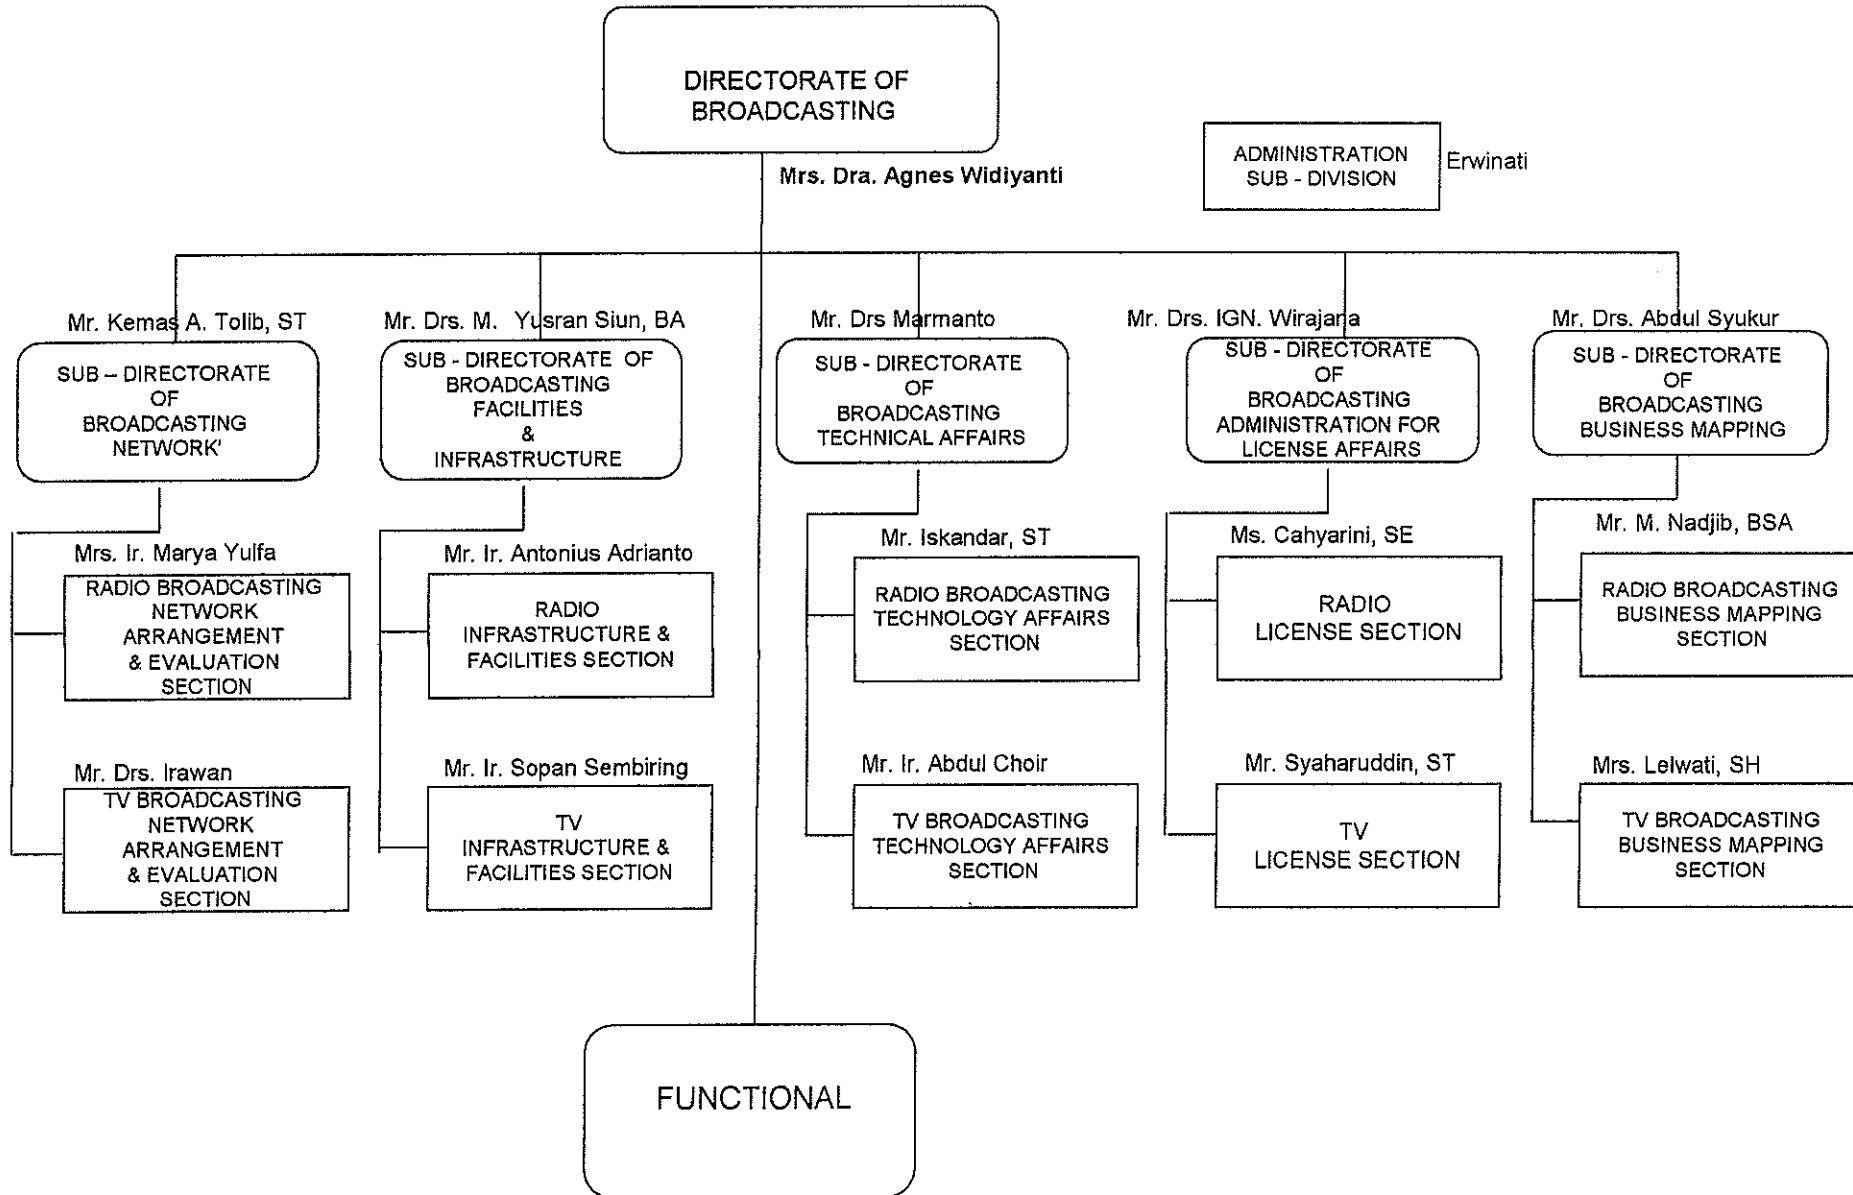 DIRECTORATE OF
BROADCASTING
Mrs. Dra. Agnes Widiyanti
ADMINISTRATION
SUB - DIVISION
Erwinati
Mr. Kemas A. Tolib, ST
SUB – DIRECTORATE
OF
BROADCASTING
NETWORK'
Mr. Drs. M. Yusran Siun, BA
SUB - DIRECTORATE OF
BROADCASTING
FACILITIES
&
INFRASTRUCTURE
Mr. Drs Marmanto
SUB - DIRECTORATE
OF
BROADCASTING
TECHNICAL AFFAIRS
Mr. Drs. IGN. Wirajana
SUB - DIRECTORATE
OF
BROADCASTING
ADMINISTRATION FOR
LICENSE AFFAIRS
Mr. Drs. Abdul Syukur
SUB - DIRECTORATE
OF
BROADCASTING
BUSINESS MAPPING
Mrs. Ir. Marya Yulfa
RADIO BROADCASTING
NETWORK
ARRANGEMENT
& EVALUATION
SECTION
Mr. Ir. Antonius Adrianto
RADIO
INFRASTRUCTURE &
FACILITIES SECTION
Mr. Iskandar, ST
RADIO BROADCASTING
TECHNOLOGY AFFAIRS
SECTION
Ms. Cahyarini, SE
RADIO
LICENSE SECTION
Mr. M. Nadjib, BSA
RADIO BROADCASTING
BUSINESS MAPPING
SECTION
Mr. Drs. Irawan
TV BROADCASTING
NETWORK
ARRANGEMENT
& EVALUATION
SECTION
Mr. Ir. Sopan Sembiring
TV
INFRASTRUCTURE &
FACILITIES SECTION
Mr. Ir. Abdul Choir
TV BROADCASTING
TECHNOLOGY AFFAIRS
SECTION
Mr. Syaharuddin, ST
TV
LICENSE SECTION
Mrs. Lelwati, SH
TV BROADCASTING
BUSINESS MAPPING
SECTION
FUNCTIONAL